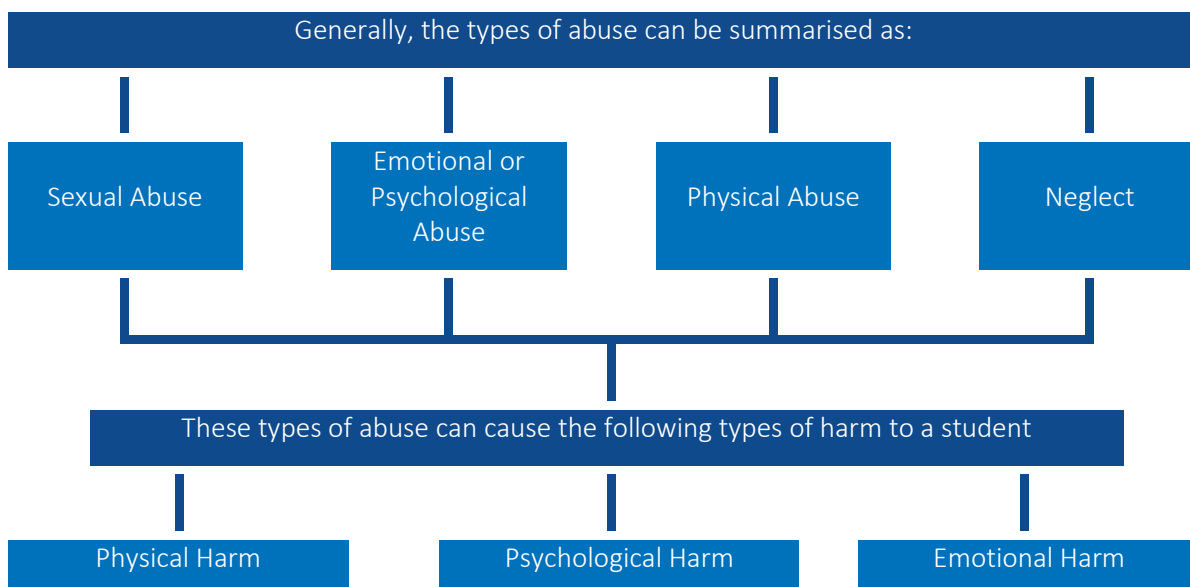 Generally, the types of abuse can be summarised as:
Sexual Abuse
Emotional or
Psychological
Abuse
Physical Abuse
Neglect
These types of abuse can cause the following types of harm to a student
Physical Harm
Psychological Harm
Emotional Harm